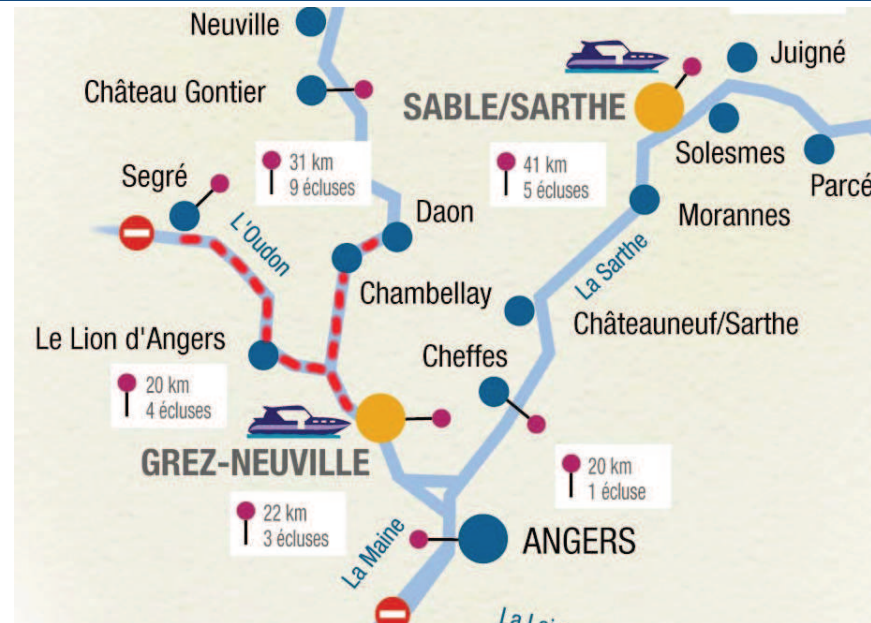 Neuville
Juigné
Château Gontier
SABLE/SARTHE
31 km
9 écluses
41 km
5 écluses
Solesmes
Segré
Parcé
Daon
Morannes
L'Oudon
La Sarthe
Chambellay
Châteauneuf/Sarthe
Le Lion d'Angers
Cheffes
20 km
4 écluses
GREZ-NEUVILLE
20 km
1 écluse
22 km
3 écluses
La Maine
ANGERS